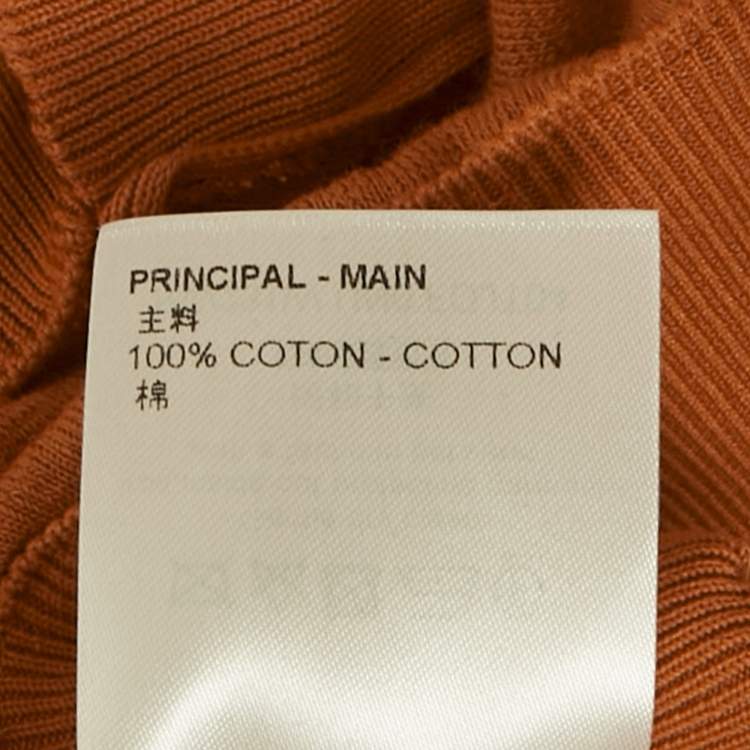 PRINCIPAL - MAIN
主料
100% COTON - COTTON
棉